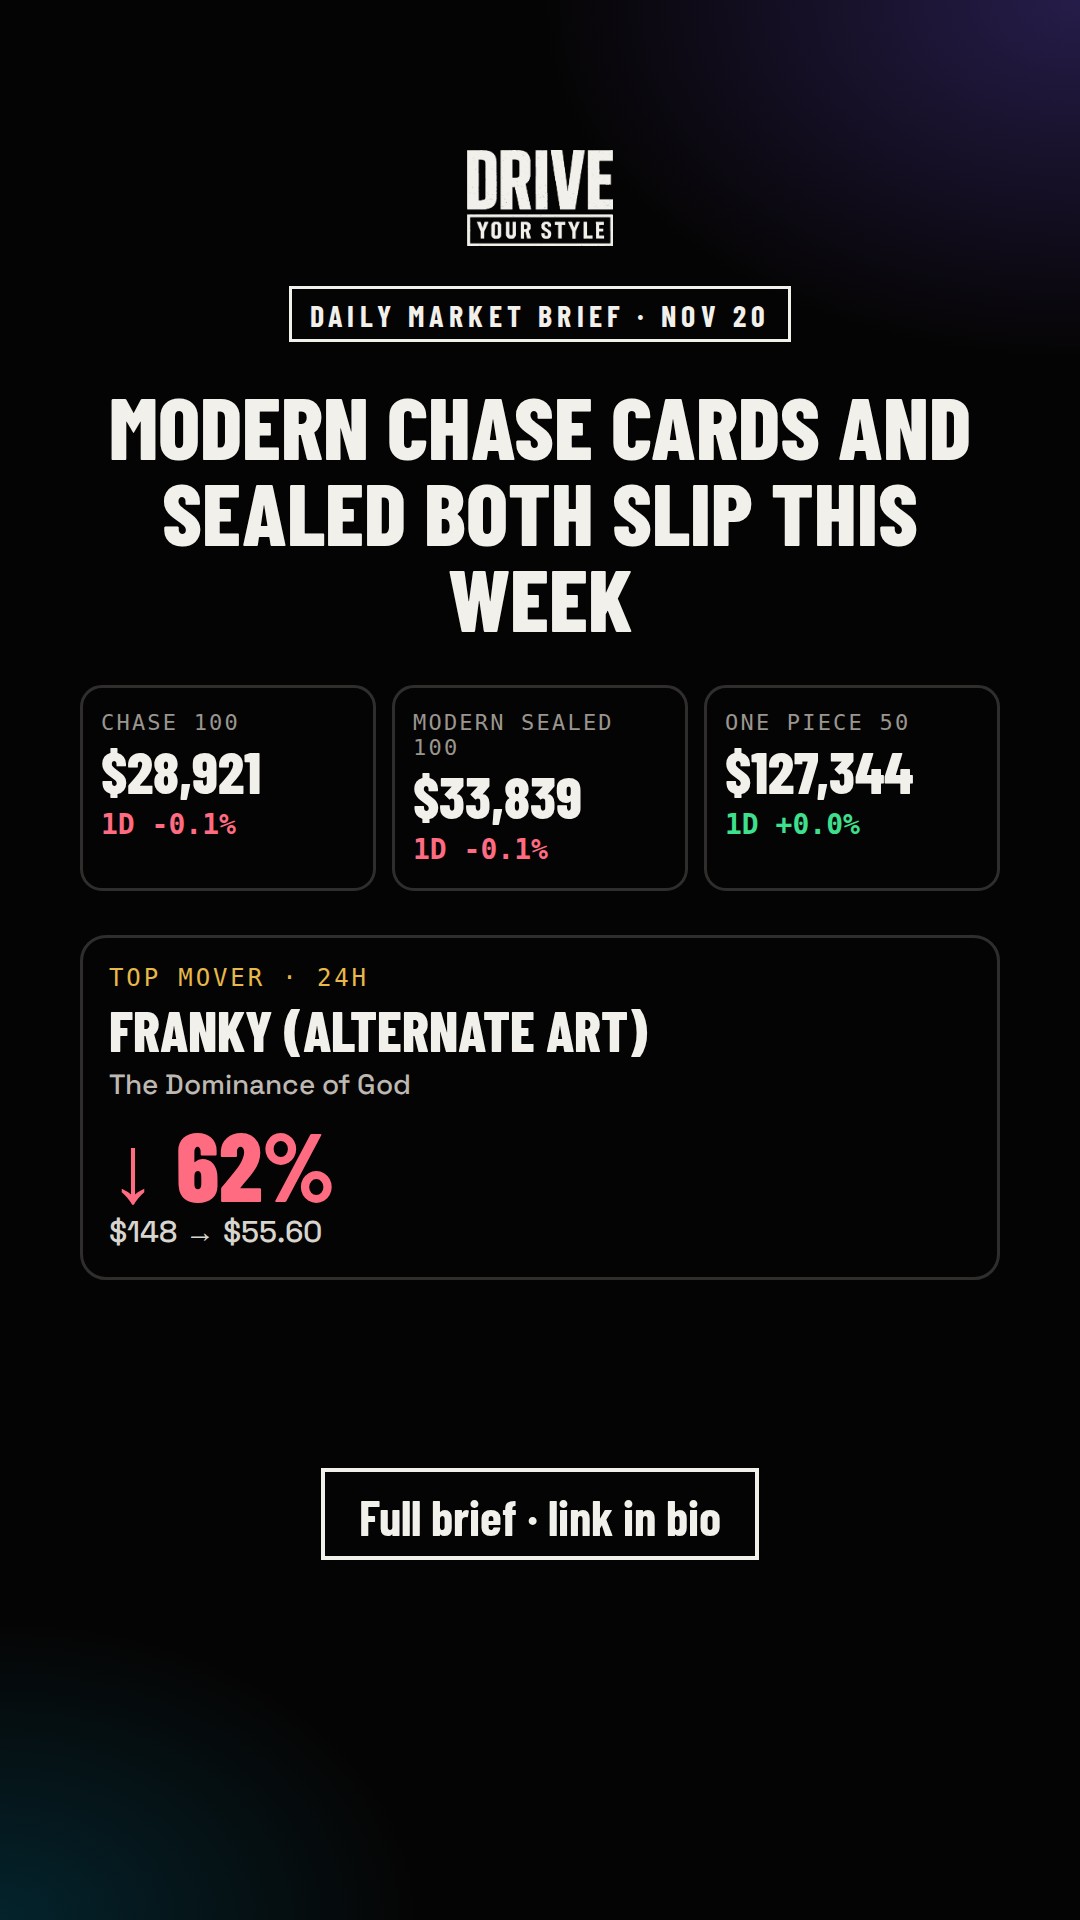 DRIVE
YOUR STYLE
DAILY MARKET BRIEF · NOV 20
MODERN CHASE CARDS AND
SEALED BOTH SLIP THIS
WEEK
CHASE 100
$28,921
1D -0.1%
MODERN SEALED
100
$33,839
1D -0.1%
ONE PIECE 50
$127,344
1D +0.0%
TOP MOVER · 24H
FRANKY (ALTERNATE ART)
The Dominance of God
↓ 62%
$148 → $55.60
Full brief · link in bio